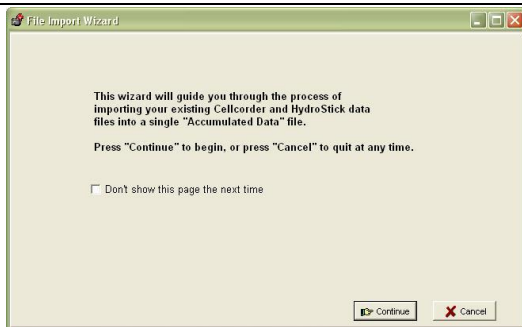 File Import Wizard
This wizard will guide you through the process of
importing your existing Cellcorder and HydroStick data
files into a single "Accumulated Data" file.
Press "Continue" to begin, or press "Cancel" to quit at any time.
Don't show this page the next time
Continue
Cancel